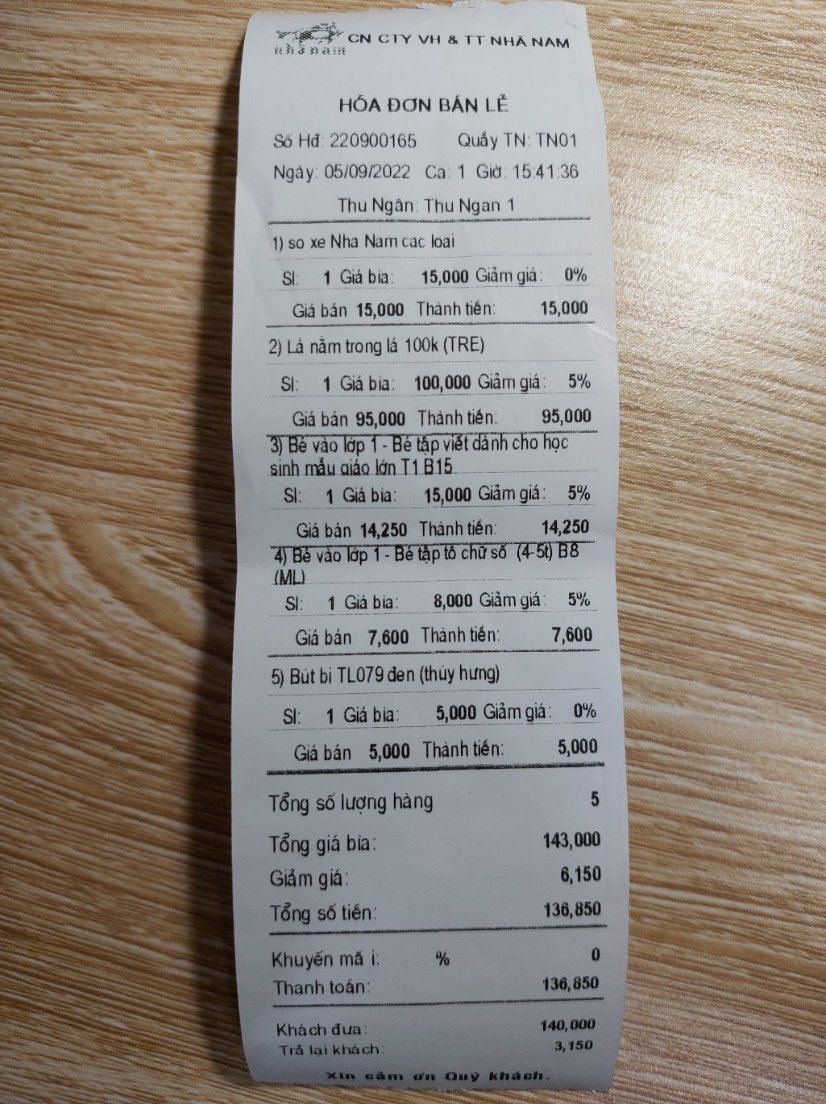 nhã nam CN CTY VH & TT NHÃ NAM
HÓA ĐƠN BÁN LẺ
Số Hđ: 220900165 Quầy TN: TN01
Ngày: 05/09/2022 Ca: 1 Giờ: 15:41:36
Thu Ngân: Thu Ngan 1
1) so xe Nha Nam cac loai
Sl: 1 Giá bìa: 15,000 Giảm giá: 0%
Giá bán 15,000 Thành tiền: 15,000
2) Lá nằm trong lá 100k (TRE)
Sl: 1 Giá bìa: 100,000 Giảm giá: 5%
Giá bán 95,000 Thành tiền: 95,000
3) Bé vào lớp 1 - Bé tập viết dành cho học
sinh mẫu giáo lớn T1 B15
Sl: 1 Giá bìa: 15,000 Giảm giá: 5%
Giá bán 14,250 Thành tiền: 14,250
4) Bé vào lớp 1 - Bé tập tô chữ số (4-5t) B8
(ML)
Sl: 1 Giá bìa: 8,000 Giảm giá: 5%
Giá bán 7,600 Thành tiền: 7,600
5) Bút bi TL079 đen (thúy hưng)
Sl: 1 Giá bìa: 5,000 Giảm giá: 0%
Giá bán 5,000 Thành tiền: 5,000
Tổng số lượng hàng 5
Tổng giá bìa: 143,000
Giảm giá: 6,150
Tổng số tiền: 136,850
Khuyến mã i: % 0
Thanh toán: 136,850
Khách đưa: 140,000
Trả lại khách: 3,150
Xin cảm ơn Quý khách.